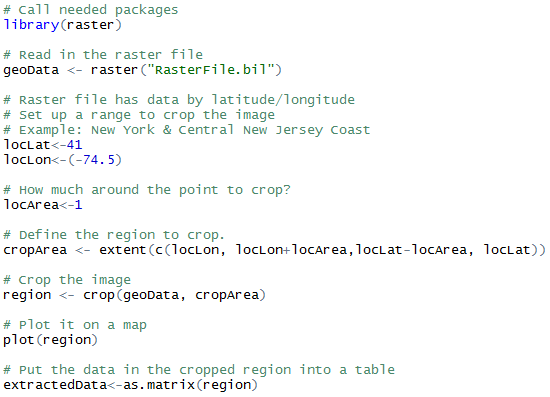 # Call needed packages
library(raster)
# Read in the raster file
geoData <- raster("RasterFile.bil")
# Raster file has data by latitude/longitude
# Set up a range to crop the image
# Example: New York & Central New Jersey Coast
locLat<-41
locLon<-(-74.5)
# How much around the point to crop?
locArea<-1
# Define the region to crop.
cropArea <- extent(c(locLon, locLon+locArea,locLat-locArea, locLat))
# Crop the image
region <- crop(geoData, cropArea)
# Plot it on a map
plot(region)
# Put the data in the cropped region into a table
extractedData<-as.matrix(region)